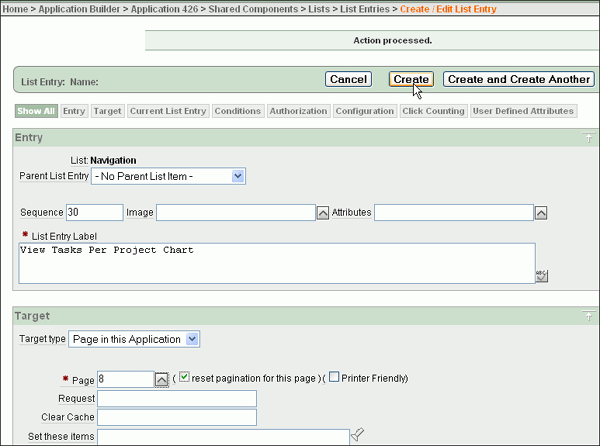 Home > Application Builder > Application 426 > Shared Components > Lists > List Entries > Create / Edit List Entry
Action processed.
List Entry: Name: Cancel Create Create and Create Another
Show All Entry Target Current List Entry Conditions Authorization Configuration Click Counting User Defined Attributes
Entry
List: Navigation
Parent List Entry - No Parent List Item -
Sequence 30 Image Attributes
* List Entry Label
View Tasks Per Project Chart
ABC
Target
Target type Page in this Application
* Page 8 ( reset pagination for this page ) ( Printer Friendly)
Request
Clear Cache
Set these items